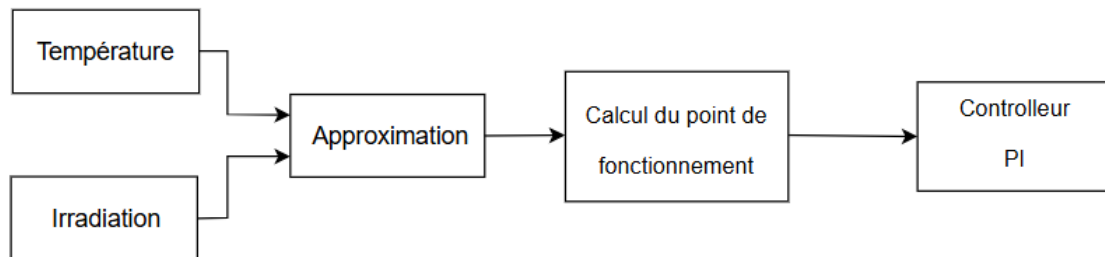 Température
Irradiation
Approximation
Calcul du point de
fonctionnement
Controlleur
PI